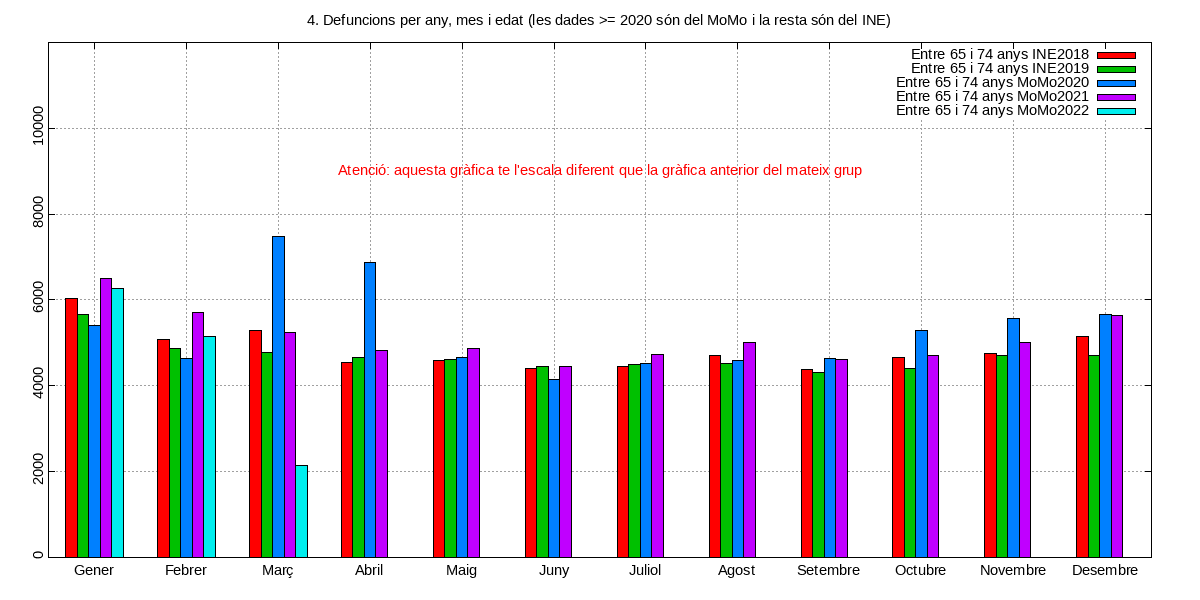 4. Defuncions per any, mes i edat (les dades >= 2020 són del MoMo i la resta són del INE)
Entre 65 i 74 anys INE2018
Entre 65 i 74 anys INE2019
Entre 65 i 74 anys MoMo2020
Entre 65 i 74 anys MoMo2021
Entre 65 i 74 anys MoMo2022
Atenció: aquesta gràfica te l'escala diferent que la gràfica anterior del mateix grup
10000
8000
6000
4000
2000
0
Gener Febrer Març Abril Maig Juny Juliol Agost Setembre Octubre Novembre Desembre